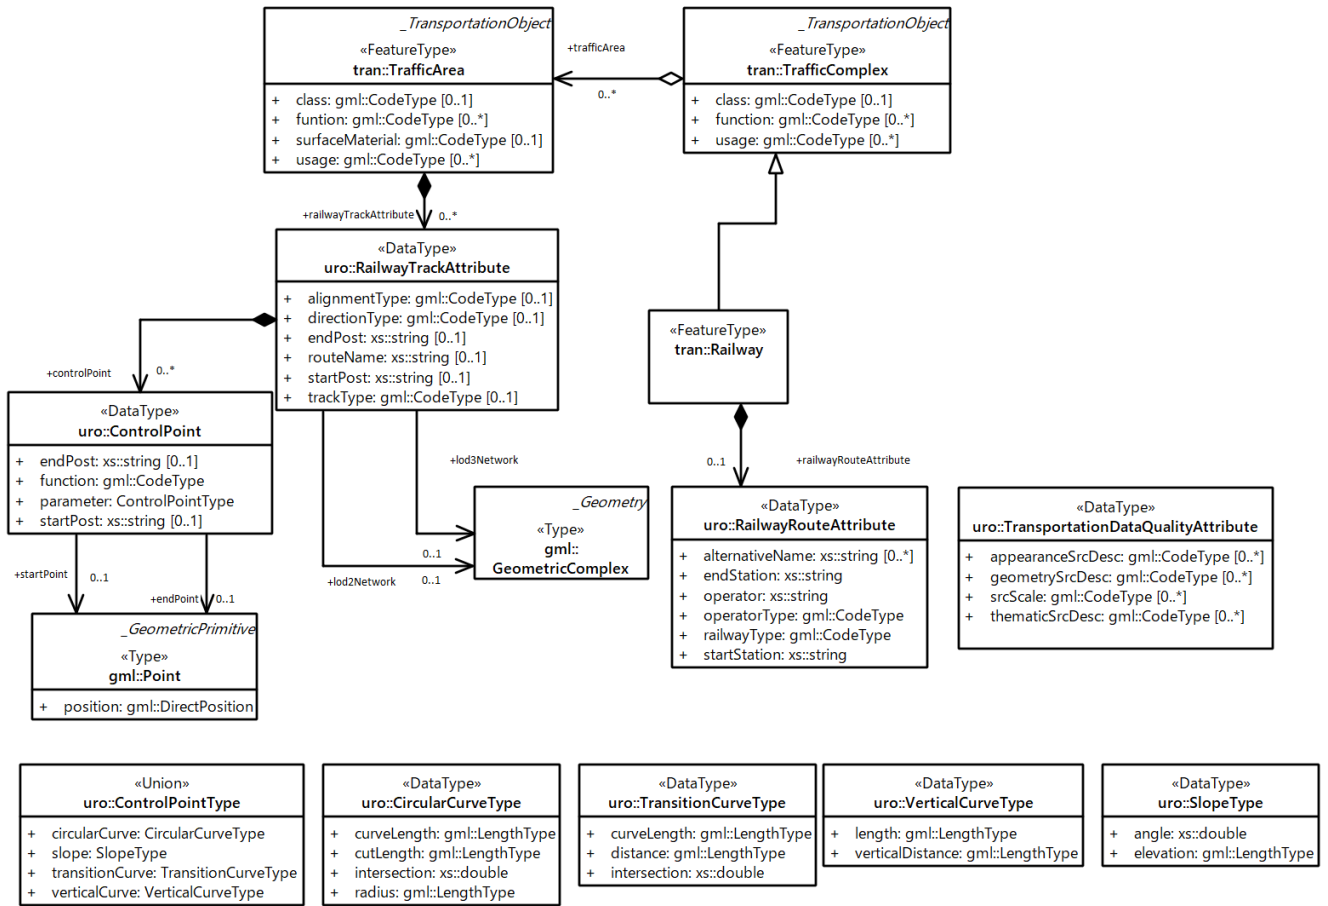 _TransportationObject
«FeatureType»
tran::TrafficArea
+ class: gml::CodeType [0..1]
+ funtion: gml::CodeType [0..*]
+ surfaceMaterial: gml::CodeType [0..1]
+ usage: gml::CodeType [0..*]
+trafficArea
0..*
_TransportationObject
«FeatureType»
tran::TrafficComplex
+ class: gml::CodeType [0..1]
+ function: gml::CodeType [0..*]
+ usage: gml::CodeType [0..*]
+railwayTrackAttribute
0..*
«DataType»
uro::RailwayTrackAttribute
+ alignmentType: gml::CodeType [0..1]
+ directionType: gml::CodeType [0..1]
+ endPost: xs::string [0..1]
+ routeName: xs::string [0..1]
+ startPost: xs::string [0..1]
+ trackType: gml::CodeType [0..1]
«FeatureType»
tran::Railway
+controlPoint
0..*
«DataType»
uro::ControlPoint
+ endPost: xs::string [0..1]
+ function: gml::CodeType
+ parameter: ControlPointType
+ startPost: xs::string [0..1]
+lod3Network
0..1
+lod2Network
0..1
_Geometry
«Type»
gml::
GeometricComplex
0..1
+railwayRouteAttribute
«DataType»
uro::RailwayRouteAttribute
+ alternativeName: xs::string [0..*]
+ endStation: xs::string
+ operator: xs::string
+ operatorType: gml::CodeType
+ railwayType: gml::CodeType
+ startStation: xs::string
«DataType»
uro::TransportationDataQualityAttribute
+ appearanceSrcDesc: gml::CodeType [0..*]
+ geometrySrcDesc: gml::CodeType [0..*]
+ srcScale: gml::CodeType [0..*]
+ thematicSrcDesc: gml::CodeType [0..*]
+startPoint
0..1
+endPoint
0..1
_GeometricPrimitive
«Type»
gml::Point
+ position: gml::DirectPosition
«Union»
uro::ControlPointType
+ circularCurve: CircularCurveType
+ slope: SlopeType
+ transitionCurve: TransitionCurveType
+ verticalCurve: VerticalCurveType
«DataType»
uro::CircularCurveType
+ curveLength: gml::LengthType
+ cutLength: gml::LengthType
+ intersection: xs::double
+ radius: gml::LengthType
«DataType»
uro::TransitionCurveType
+ curveLength: gml::LengthType
+ distance: gml::LengthType
+ intersection: xs::double
«DataType»
uro::VerticalCurveType
+ length: gml::LengthType
+ verticalDistance: gml::LengthType
«DataType»
uro::SlopeType
+ angle: xs::double
+ elevation: gml::LengthType